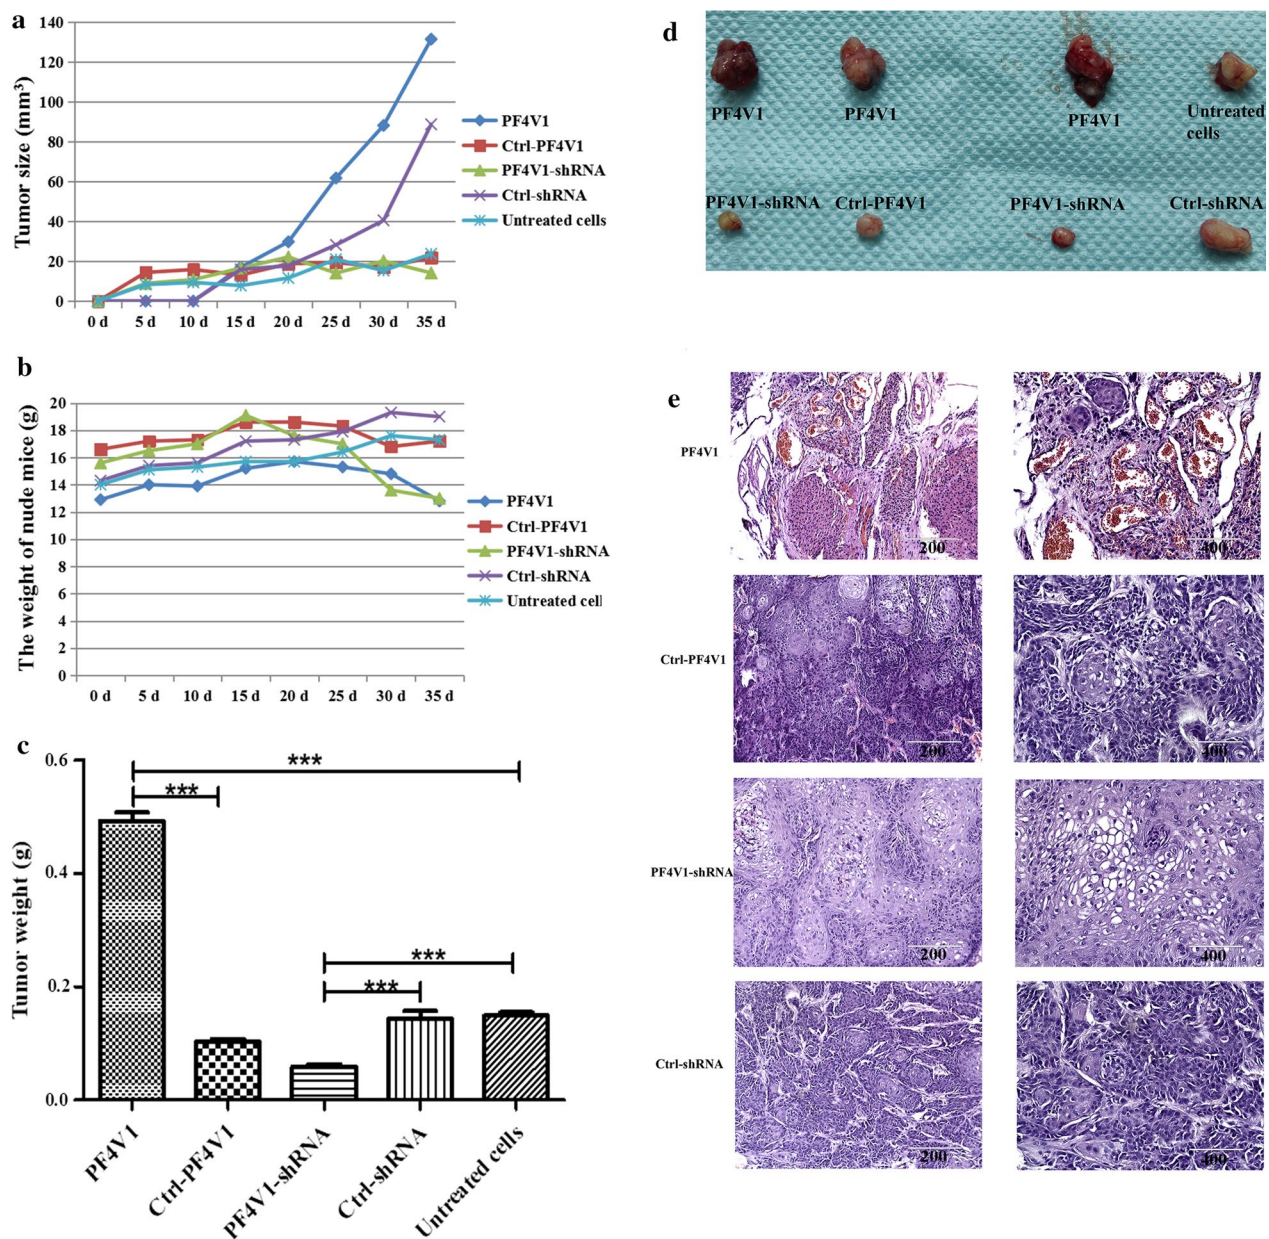 a
Tumor size (mm³)
140
120
100
80
60
40
20
0
0 d 5 d 10 d 15 d 20 d 25 d 30 d 35 d
PF4V1
Ctrl-PF4V1
PF4V1-shRNA
Ctrl-shRNA
Untreated cells
b
The weight of nude mice (g)
20
18
16
14
12
10
8
6
4
2
0
0 d 5 d 10 d 15 d 20 d 25 d 30 d 35 d
PF4V1
Ctrl-PF4V1
PF4V1-shRNA
Ctrl-shRNA
Untreated cell
c
Tumor weight (g)
0.6
0.4
0.2
0.0
***
***
***
***
PF4V1
Ctrl-PF4V1
PF4V1-shRNA
Ctrl-shRNA
Untreated cells
d
PF4V1 PF4V1 PF4V1 Untreated
cells
PF4V1-shRNA Ctrl-PF4V1 PF4V1-shRNA Ctrl-shRNA
e
PF4V1
200 400
Ctrl-PF4V1
200 400
PF4V1-shRNA
200 400
Ctrl-shRNA
200 400